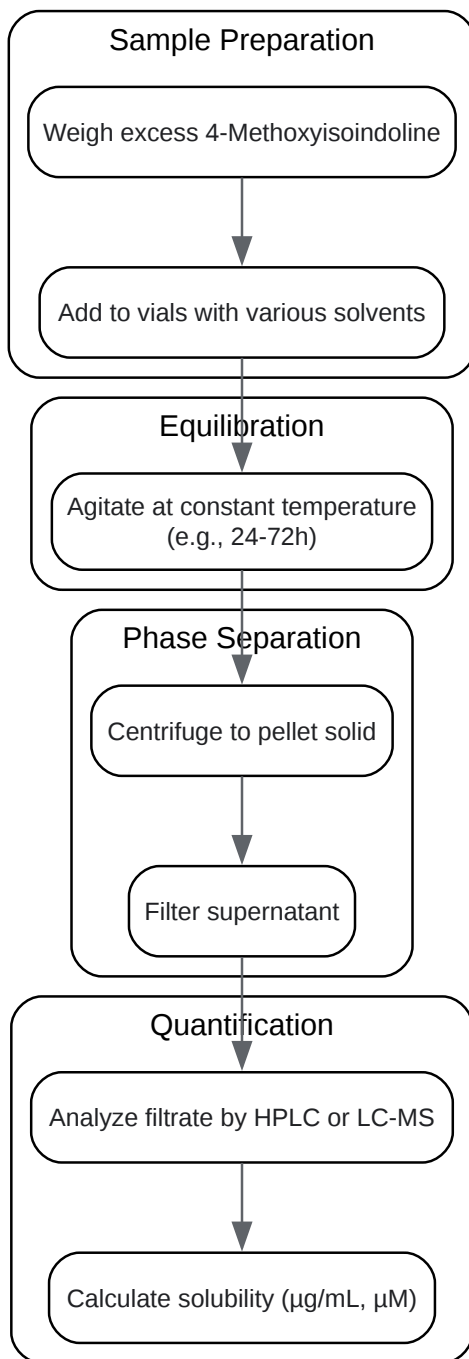 Sample Preparation
Weigh excess 4-Methoxyisoindoline
Add to vials with various solvents
Equilibration
Agitate at constant temperature
(e.g., 24-72h)
Phase Separation
Centrifuge to pellet solid
Filter supernatant
Quantification
Analyze filtrate by HPLC or LC-MS
Calculate solubility (µg/mL, µM)